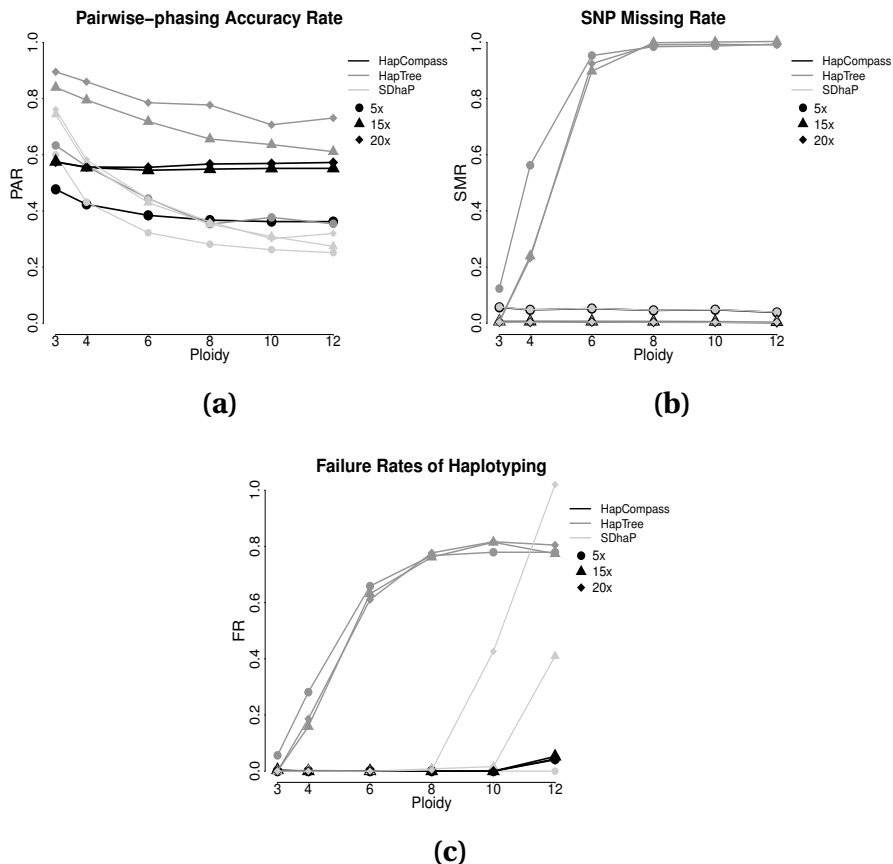 Pairwise−phasing Accuracy Rate
PAR
1.0
0.8
0.6
0.4
0.2
0.0
3 4 6 8 10 12
Ploidy
HapCompass
HapTree
SDhaP
5x
15x
20x
(a)
SNP Missing Rate
SMR
1.0
0.8
0.6
0.4
0.2
0.0
3 4 6 8 10 12
Ploidy
HapCompass
HapTree
SDhaP
5x
15x
20x
(b)
Failure Rates of Haplotyping
FR
1.0
0.8
0.6
0.4
0.2
0.0
3 4 6 8 10 12
Ploidy
HapCompass
HapTree
SDhaP
5x
15x
20x
(c)